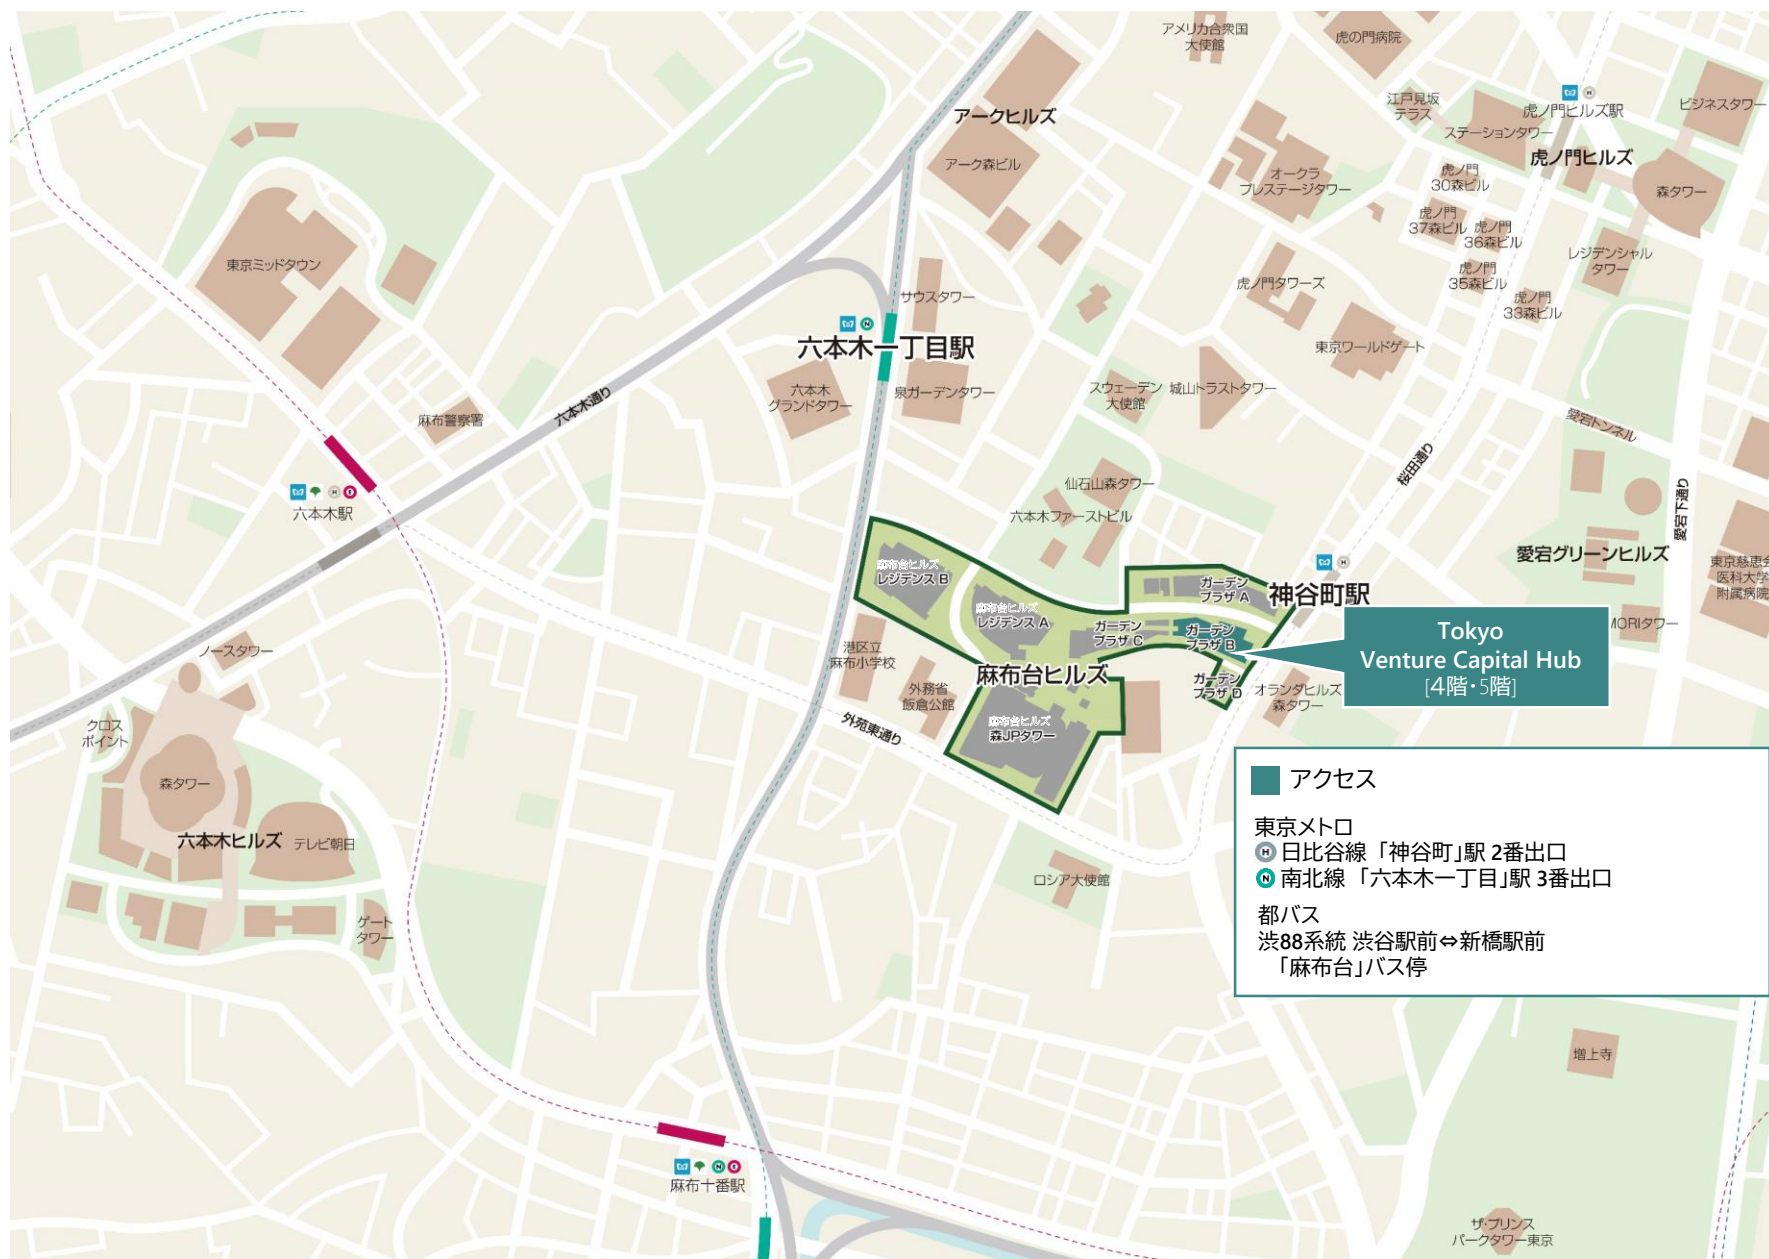 アメリカ合衆国
大使館
虎の門病院
江戸見坂
テラス
虎ノ門ヒルズ駅
ビジネスタワー
ステーションタワー
虎ノ門ヒルズ
森タワー
アークヒルズ
アーク森ビル
オークラ
プレステージタワー
虎ノ門
30森ビル
虎ノ門
37森ビル
虎ノ門
36森ビル
虎ノ門
35森ビル
虎ノ門
33森ビル
レジデンシャル
タワー
東京ミッドタウン
サウスタワー
虎ノ門タワーズ
六本木一丁目駅
東京ワールドゲート
六本木
グランドタワー
泉ガーデンタワー
スウェーデン
大使館
城山トラストタワー
麻布警察署
六本木通り
愛宕トンネル
桜田通り
愛宕下通り
六本木駅
仙石山森タワー
六本木ファーストビル
愛宕グリーンヒルズ
東京慈恵会
医科大学
附属病院
MORIタワー
麻布台ヒルズ
レジデンス B
麻布台ヒルズ
レジデンス A
ガーデン
プラザ A
ガーデン
プラザ C
ガーデン
プラザ B
ガーデン
プラザ D
神谷町駅
Tokyo
Venture Capital Hub
[4階・5階]
港区立
麻布小学校
外務省
飯倉公館
麻布台ヒルズ
麻布台ヒルズ
森JPタワー
オランダヒルズ
森タワー
外苑東通り
ノースタワー
クロス
ポイント
森タワー
六本木ヒルズ
テレビ朝日
ゲート
タワー
ロシア大使館
アクセス
東京メトロ
H 日比谷線 「神谷町」駅 2番出口
N 南北線 「六本木一丁目」駅 3番出口
都バス
渋88系統 渋谷駅前⇔新橋駅前
「麻布台」バス停
増上寺
麻布十番駅
ザ・プリンス
パークタワー東京